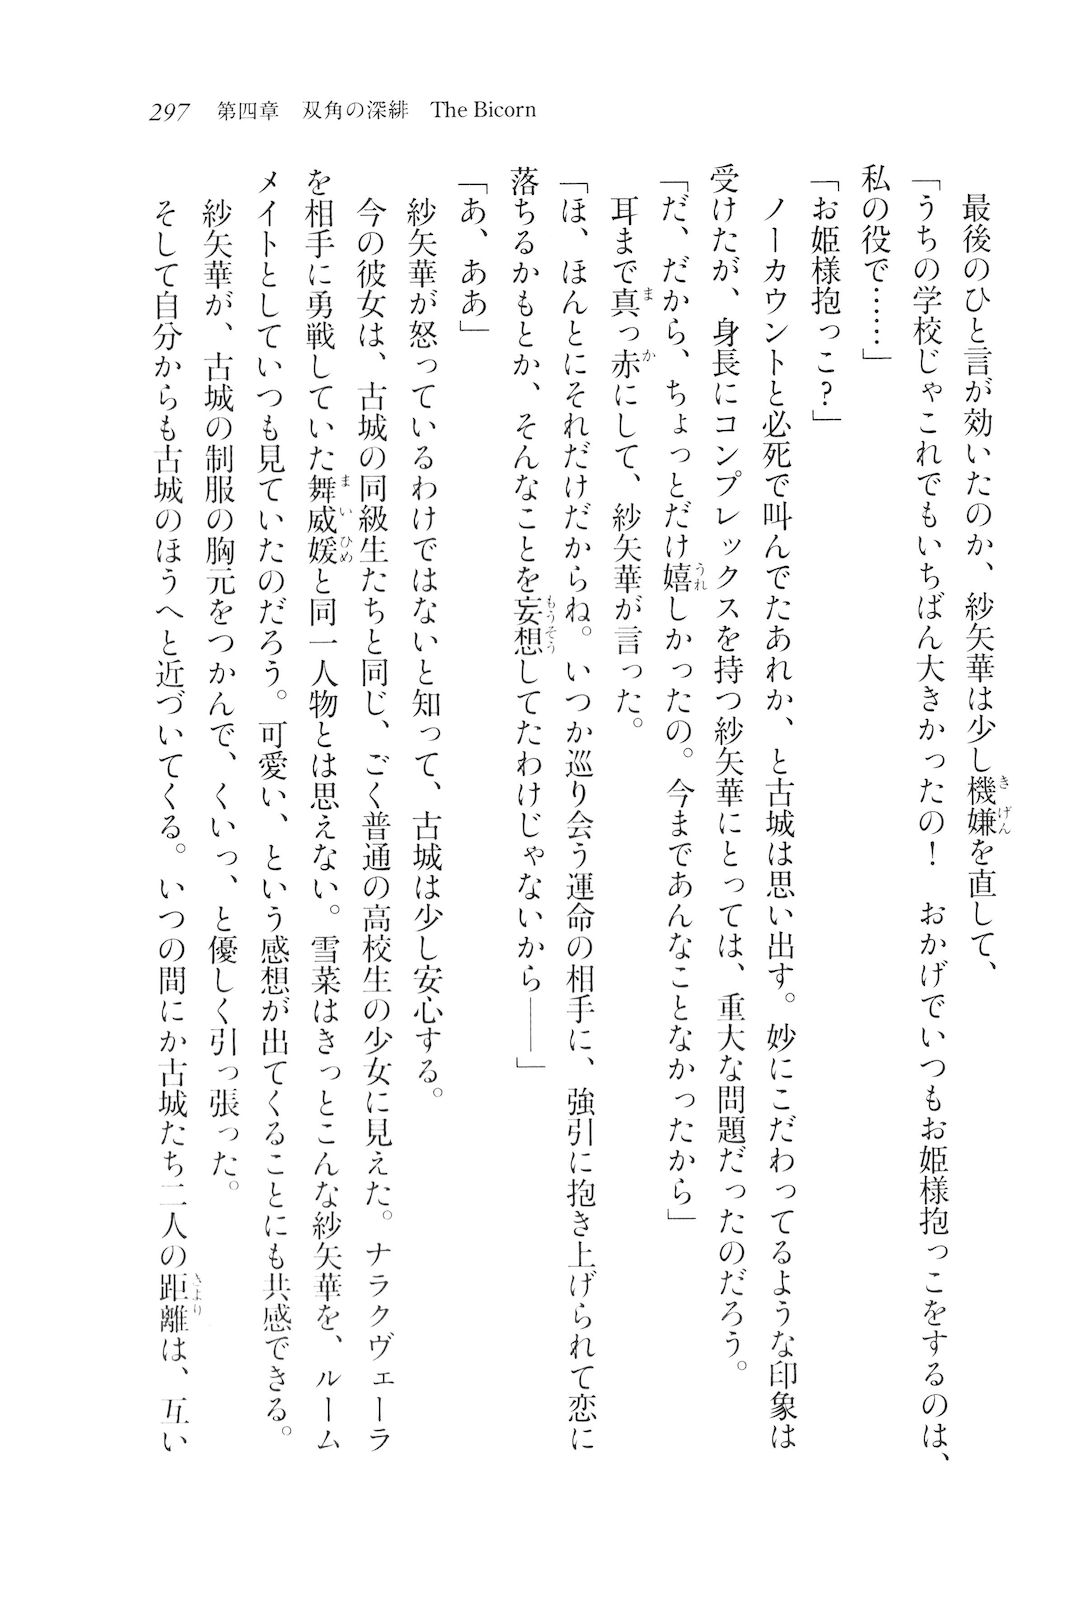 297　第四章　双角の深緋　The Bicorn
　最後のひと言が効いたのか、紗矢華は少し機嫌を直して、
「うちの学校じゃこれでもいちばん大きかったの！　おかげでいつもお姫様抱っこをするのは、
私の役で……」
「お姫様抱っこ？」
　ノーカウントと必死で叫んでたあれか、と古城は思い出す。妙にこだわってるような印象は
受けたが、身長にコンプレックスを持つ紗矢華にとっては、重大な問題だったのだろう。
「だ、だから、ちょっとだけ嬉しかったの。今まであんなことなかったから」
　耳まで真っ赤にして、紗矢華が言った。
「ほ、ほんとにそれだけだからね。いつか巡り会う運命の相手に、強引に抱き上げられて恋に
落ちるかもとか、そんなことを妄想してたわけじゃないから――」
「あ、ああ」
　紗矢華が怒っているわけではないと知って、古城は少し安心する。
　今の彼女は、古城の同級生たちと同じ、ごく普通の高校生の少女に見えた。ナラクヴェーラ
を相手に勇戦していた舞威媛と同一人物とは思えない。雪菜はきっとこんな紗矢華を、ルーム
メイトとしていつも見ていたのだろう。可愛い、という感想が出てくることにも共感できる。
　紗矢華が、古城の制服の胸元をつかんで、くいっ、と優しく引っ張った。
　そして自分からも古城のほうへと近づいてくる。いつの間にか古城たち二人の距離は、互い